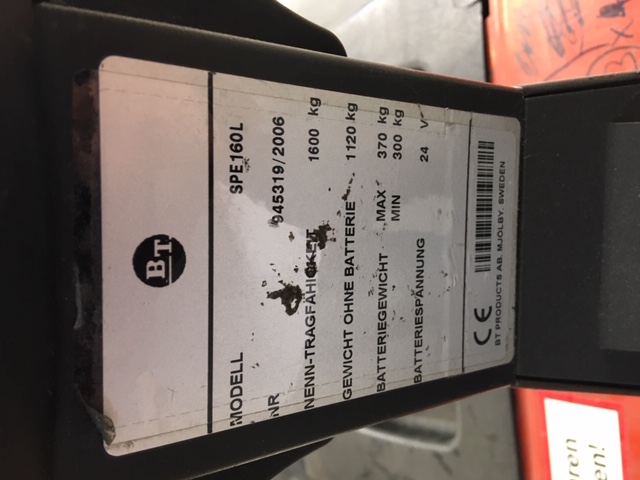 BT
MODELL SPE160L
NR 945319/2006
NENN-TRAGFÄHIGKEIT 1600 kg
GEWICHT OHNE BATTERIE 1120 kg
BATTERIEGEWICHT MAX 370 kg
MIN 300 kg
BATTERIESPANNUNG 24 V
CE
BT PRODUCTS AB, MJÖLBY, SWEDEN